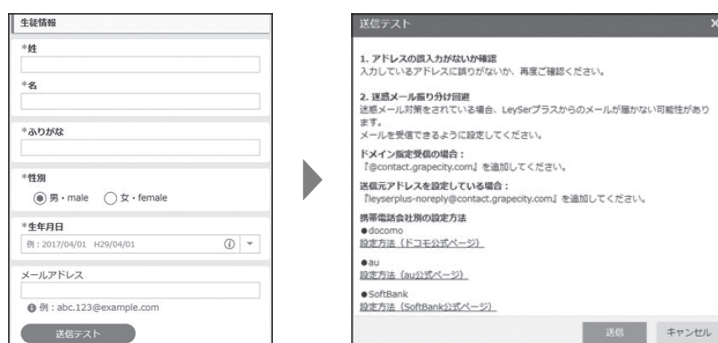 生徒情報
*姓
*名
*ふりがな
*性別
男・male 女・female
*生年月日
例：2017/04/01 H29/04/01
メールアドレス
例：abc.123@example.com
送信テスト
送信テスト
1. アドレスの誤入力がないか確認
入力しているアドレスに誤りがないか、再度ご確認ください。
2. 迷惑メール振り分け回避
迷惑メール対策をされている場合、LeySerプラスからのメールが届かない可能性があり
ます。
メールを受信できるように設定してください。
ドメイン指定受信の場合：
『@contact.grapecity.com』を追加してください。
送信元アドレスを設定している場合：
『leyserplus-noreply@contact.grapecity.com』を追加してください。
携帯電話会社別の設定方法
●docomo
設定方法（ドコモ公式ページ）
●au
設定方法（au公式ページ）
●SoftBank
設定方法（SoftBank公式ページ）
送信 キャンセル